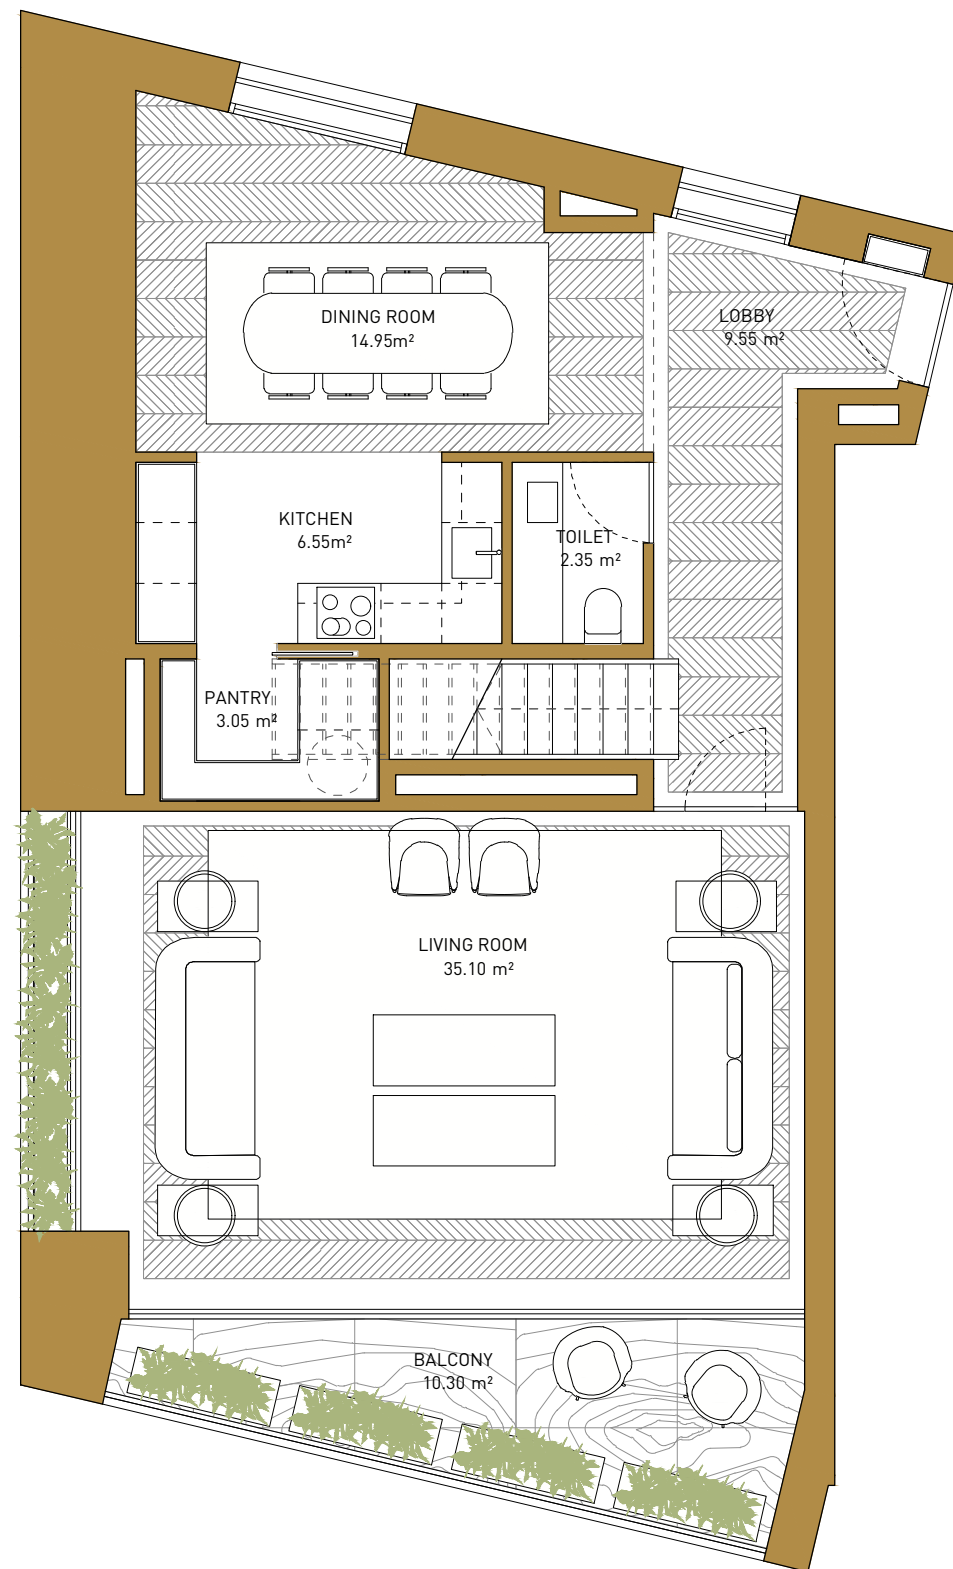 DINING ROOM
14.95m²
LOBBY
9.55 m²
KITCHEN
6.55m²
TOILET
2.35 m²
PANTRY
3.05 m²
LIVING ROOM
35.10 m²
BALCONY
10.30 m²